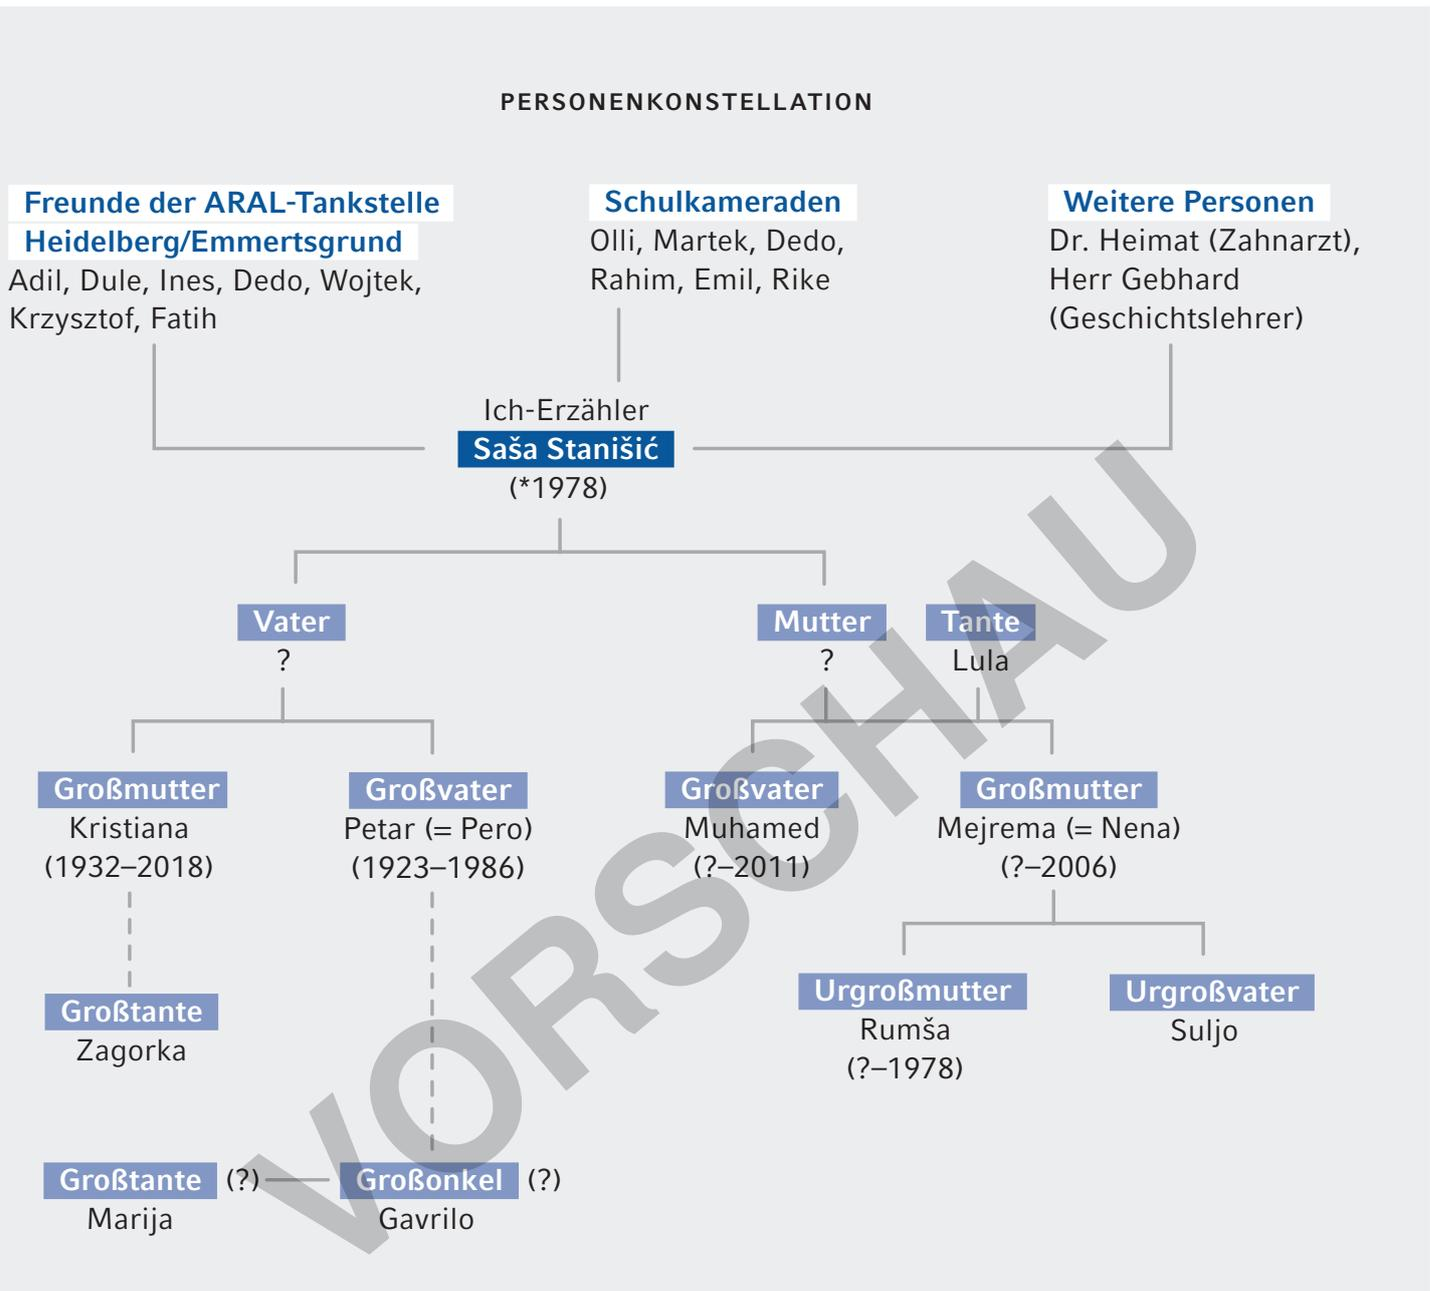 PERSONENKONSTELLATION
Freunde der ARAL-Tankstelle
Heidelberg/Emmertsgrund
Adil, Dule, Ines, Dedo, Wojtek,
Krzysztof, Fatih
Schulkameraden
Olli, Martek, Dedo,
Rahim, Emil, Rike
Weitere Personen
Dr. Heimat (Zahnarzt),
Herr Gebhard
(Geschichtslehrer)
Ich-Erzähler
Saša Stanišić
(*1978)
Vater
?
Mutter
?
Tante
Lula
Großmutter
Kristiana
(1932–2018)
Großvater
Petar (= Pero)
(1923–1986)
Großvater
Muhamed
(?–2011)
Großmutter
Mejrema (= Nena)
(?–2006)
Großtante
Zagorka
Urgroßmutter
Rumša
(?–1978)
Urgroßvater
Suljo
Großtante (?)
Marija
Großonkel (?)
Gavrilo
VORSCHAU